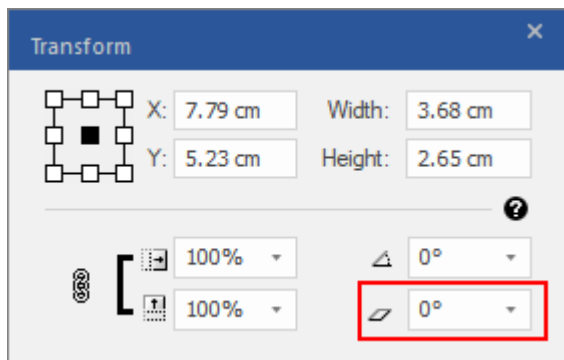 Transform
X: 7.79 cm Width: 3.68 cm
Y: 5.23 cm Height: 2.65 cm
100% 0°
100% 0°